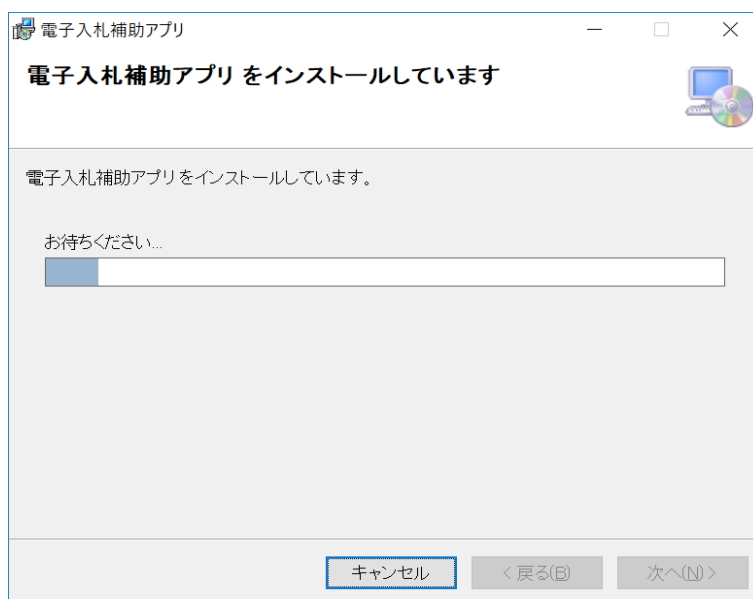 電子入札補助アプリ
電子入札補助アプリ をインストールしています
電子入札補助アプリをインストールしています。
お待ちください...
キャンセル
< 戻る(B)
次へ(N) >